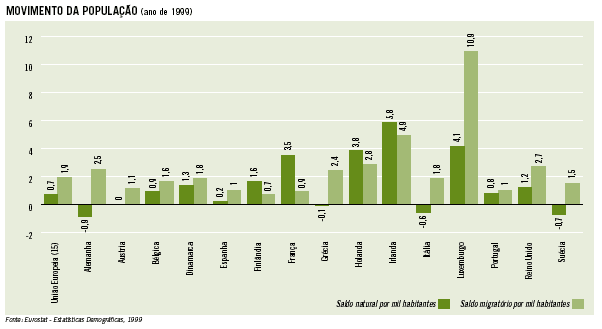 MOVIMENTO DA POPULAÇÃO (ano de 1999)
12
10
8
6
4
2
0
-2
0,7
1,9
-0,9
2,5
0
1,1
0,9
1,6
1,3
1,8
0,2
1
1,6
0,7
3,5
0,9
-0,1
2,4
3,8
2,8
5,8
4,9
-0,6
1,8
4,1
10,9
0,8
1
1,2
2,7
-0,7
1,5
União Europeia (15)
Alemanha
Áustria
Bélgica
Dinamarca
Espanha
Finlândia
França
Grécia
Holanda
Irlanda
Itália
Luxemburgo
Portugal
Reino Unido
Suécia
Saldo natural por mil habitantes
Saldo migratório por mil habitantes
Fonte: Eurostat - Estatísticas Demográficas, 1999